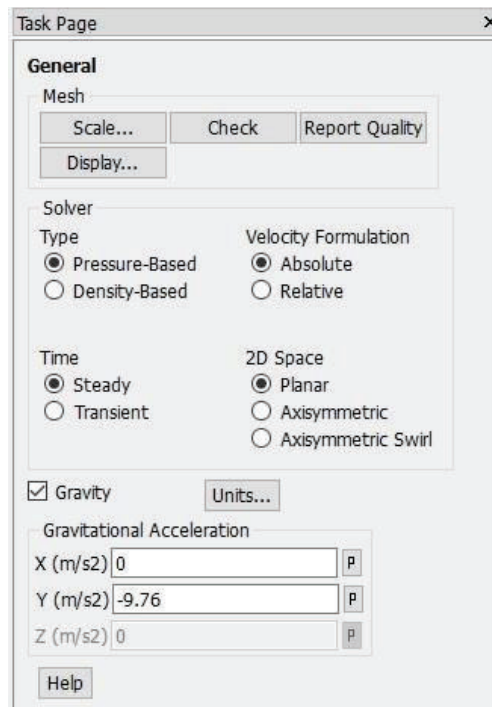 Task Page
General
Mesh
Scale... Check Report Quality
Display...
Solver
Type Velocity Formulation
Pressure-Based Absolute
Density-Based Relative
Time 2D Space
Steady Planar
Transient Axisymmetric
Axisymmetric Swirl
Gravity Units...
Gravitational Acceleration
X (m/s2) 0 P
Y (m/s2) -9.76 P
Z (m/s2) 0 P
Help